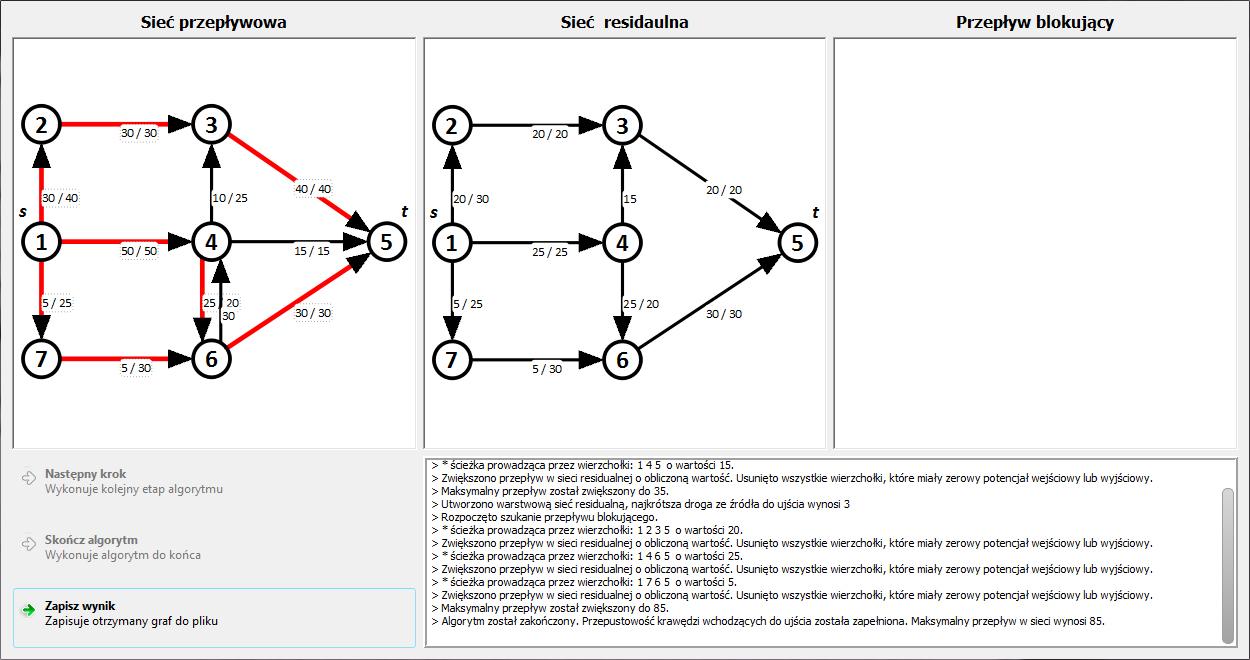 Sieć przepływowa
Sieć residaulna
Przepływ blokujący
2
30 / 30
3
30 / 40
10 / 25
40 / 40
s
t
1
50 / 50
4
15 / 15
5
5 / 25
25 / 20
30
30 / 30
7
5 / 30
6
2
20 / 20
3
20 / 30
15
20 / 20
s
t
1
25 / 25
4
5
5 / 25
25 / 20
30 / 30
7
5 / 30
6
Następny krok
Wykonuje kolejny etap algorytmu
Skończ algorytm
Wykonuje algorytm do końca
Zapisz wynik
Zapisuje otrzymany graf do pliku
> * ścieżka prowadząca przez wierzchołki: 1 4 5 o wartości 15.
> Zwiększono przepływ w sieci residualnej o obliczoną wartość. Usunięto wszystkie wierzchołki, które miały zerowy potencjał wejściowy lub wyjściowy.
> Maksymalny przepływ został zwiększony do 35.
> Utworzono warstwową sieć residualną, najkrótsza droga ze źródła do ujścia wynosi 3
> Rozpoczęto szukanie przepływu blokującego.
> * ścieżka prowadząca przez wierzchołki: 1 2 3 5 o wartości 20.
> Zwiększono przepływ w sieci residualnej o obliczoną wartość. Usunięto wszystkie wierzchołki, które miały zerowy potencjał wejściowy lub wyjściowy.
> * ścieżka prowadząca przez wierzchołki: 1 4 6 5 o wartości 25.
> Zwiększono przepływ w sieci residualnej o obliczoną wartość. Usunięto wszystkie wierzchołki, które miały zerowy potencjał wejściowy lub wyjściowy.
> * ścieżka prowadząca przez wierzchołki: 1 7 6 5 o wartości 5.
> Zwiększono przepływ w sieci residualnej o obliczoną wartość. Usunięto wszystkie wierzchołki, które miały zerowy potencjał wejściowy lub wyjściowy.
> Maksymalny przepływ został zwiększony do 85.
> Algorytm został zakończony. Przepustowość krawędzi wchodzących do ujścia została zapełniona. Maksymalny przepływ w sieci wynosi 85.